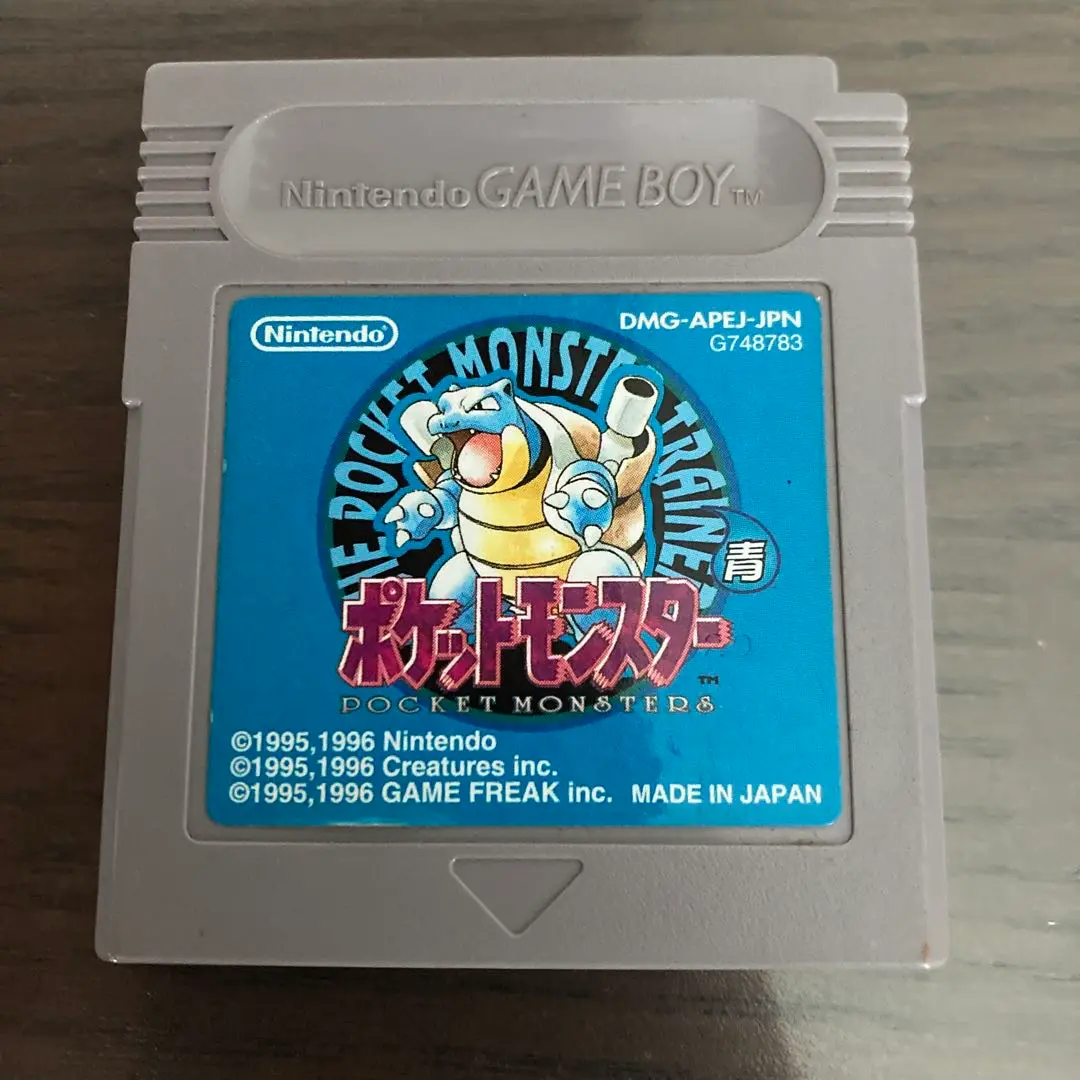 Nintendo GAME BOY™
Nintendo®
DMG-APEJ-JPN
G748783
POCKET MONSTER TRAINER
青
ポケットモンスター
™
POCKET MONSTERS
©1995,1996 Nintendo
©1995,1996 Creatures inc.
©1995,1996 GAME FREAK inc. MADE IN JAPAN